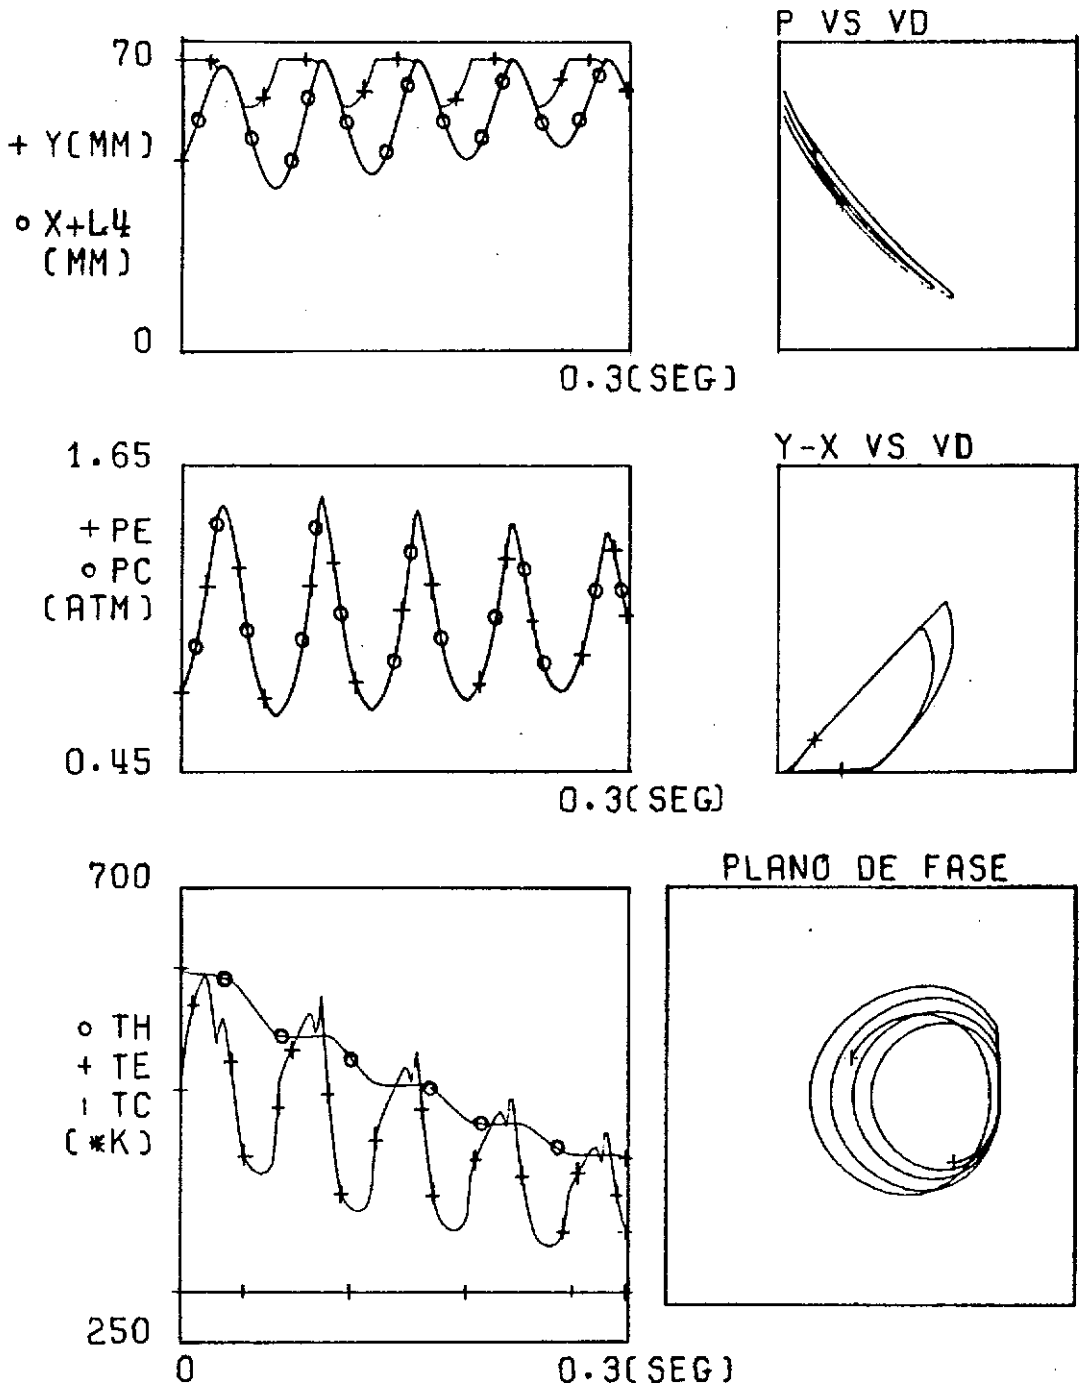 P VS VD
70
+ Y(MM)
o X+L4
(MM)
0
0.3(SEG)
1.65
Y-X VS VD
+ PE
o PC
(ATM)
0.45
0.3(SEG)
700
PLANO DE FASE
o TH
+ TE
ı TC
(*K)
250
0
0.3(SEG)